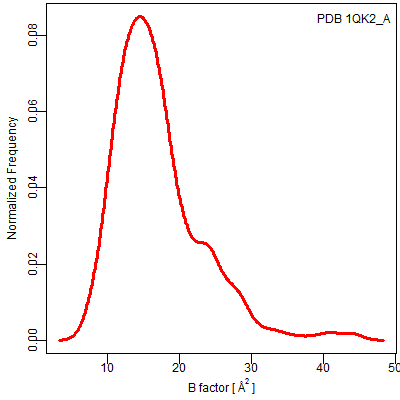 PDB 1QK2_A
Normalized Frequency
0.00 0.02 0.04 0.06 0.08
10 20 30 40 50
B factor [ Å² ]